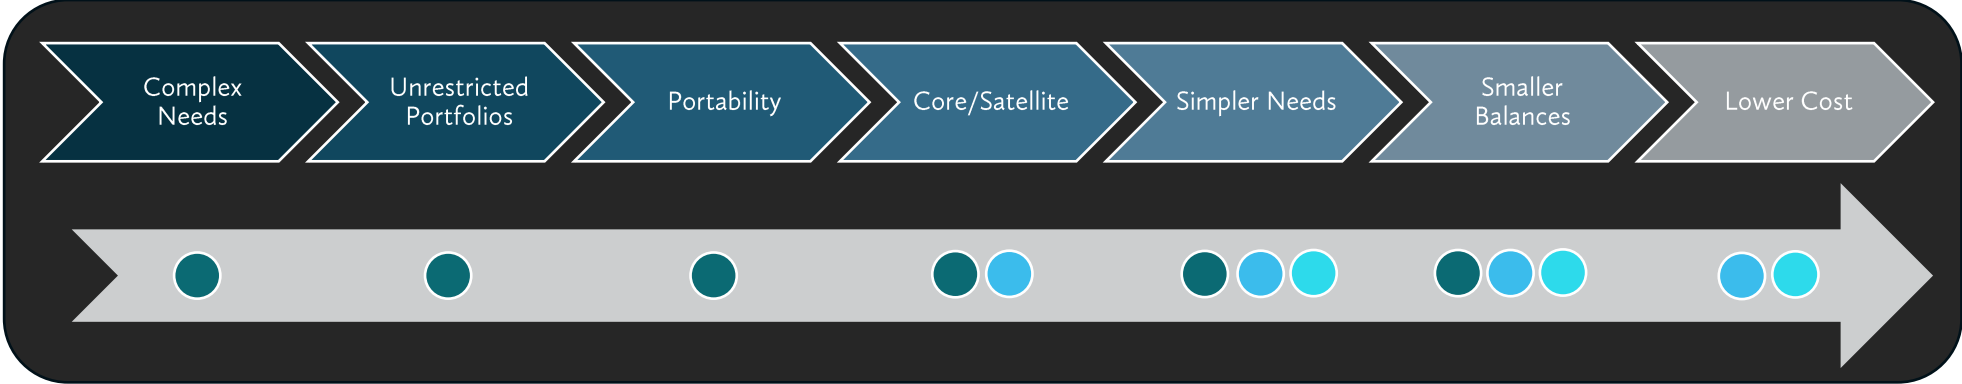 Complex
Needs
Unrestricted
Portfolios
Portability
Core/Satellite
Simpler Needs
Smaller
Balances
Lower Cost